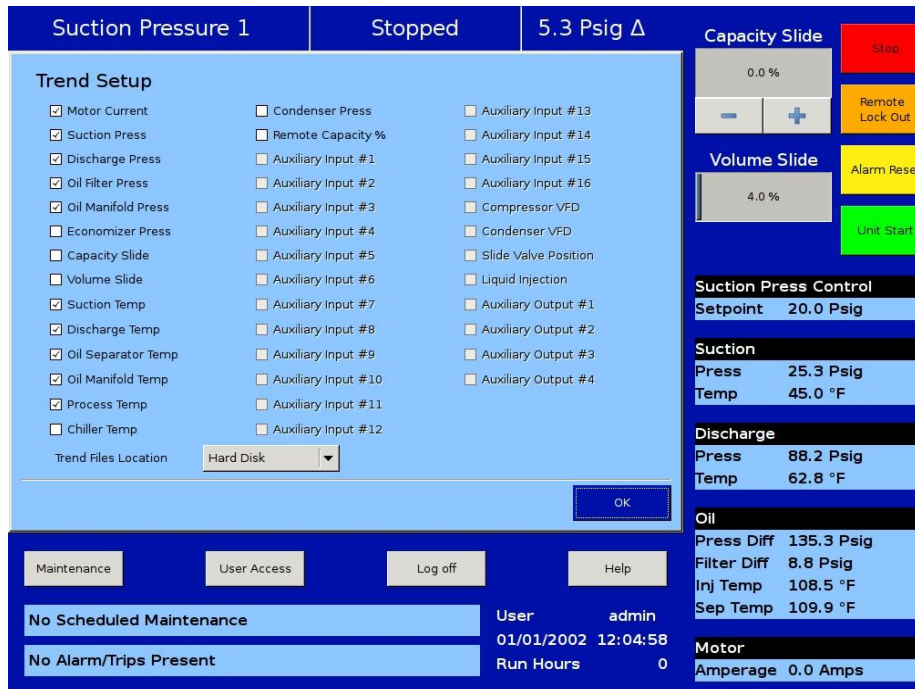 Suction Pressure 1
Stopped
5.3 Psig Δ
Trend Setup
Motor Current
Suction Press
Discharge Press
Oil Filter Press
Oil Manifold Press
Economizer Press
Capacity Slide
Volume Slide
Suction Temp
Discharge Temp
Oil Separator Temp
Oil Manifold Temp
Process Temp
Chiller Temp
Condenser Press
Remote Capacity %
Auxiliary Input #1
Auxiliary Input #2
Auxiliary Input #3
Auxiliary Input #4
Auxiliary Input #5
Auxiliary Input #6
Auxiliary Input #7
Auxiliary Input #8
Auxiliary Input #9
Auxiliary Input #10
Auxiliary Input #11
Auxiliary Input #12
Auxiliary Input #13
Auxiliary Input #14
Auxiliary Input #15
Auxiliary Input #16
Compressor VFD
Condenser VFD
Slide Valve Position
Liquid Injection
Auxiliary Output #1
Auxiliary Output #2
Auxiliary Output #3
Auxiliary Output #4
Trend Files Location
Hard Disk
OK
Maintenance
User Access
Log off
Help
No Scheduled Maintenance
No Alarm/Trips Present
User admin
01/01/2002 12:04:58
Run Hours 0
Capacity Slide
0.0 %
Volume Slide
4.0 %
Stop
Remote
Lock Out
Alarm Rese
Unit Start
Suction Press Control
Setpoint 20.0 Psig
Suction
Press 25.3 Psig
Temp 45.0 °F
Discharge
Press 88.2 Psig
Temp 62.8 °F
Oil
Press Diff 135.3 Psig
Filter Diff 8.8 Psig
Inj Temp 108.5 °F
Sep Temp 109.9 °F
Motor
Amperage 0.0 Amps